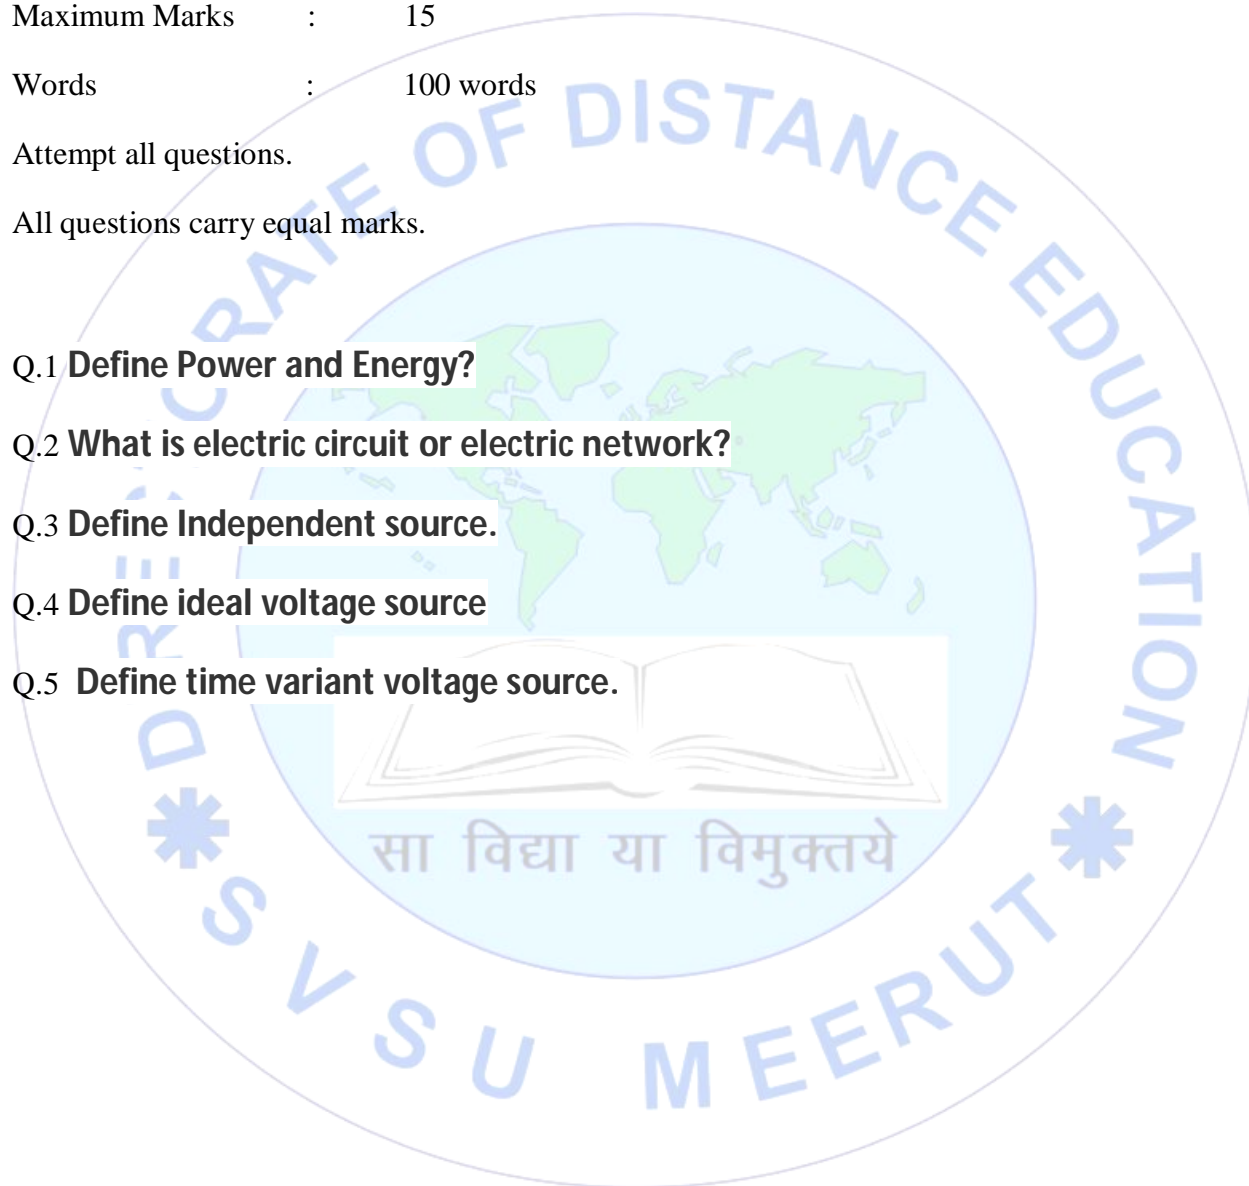 Maximum Marks : 15
Words : 100 words
Attempt all questions.
All questions carry equal marks.
Q.1 Define Power and Energy?
Q.2 What is electric circuit or electric network?
Q.3 Define Independent source.
Q.4 Define ideal voltage source
Q.5 Define time variant voltage source.
सा विद्या या विमुक्तये
OF DISTANCE EDUCATION
SVSU MEERUT